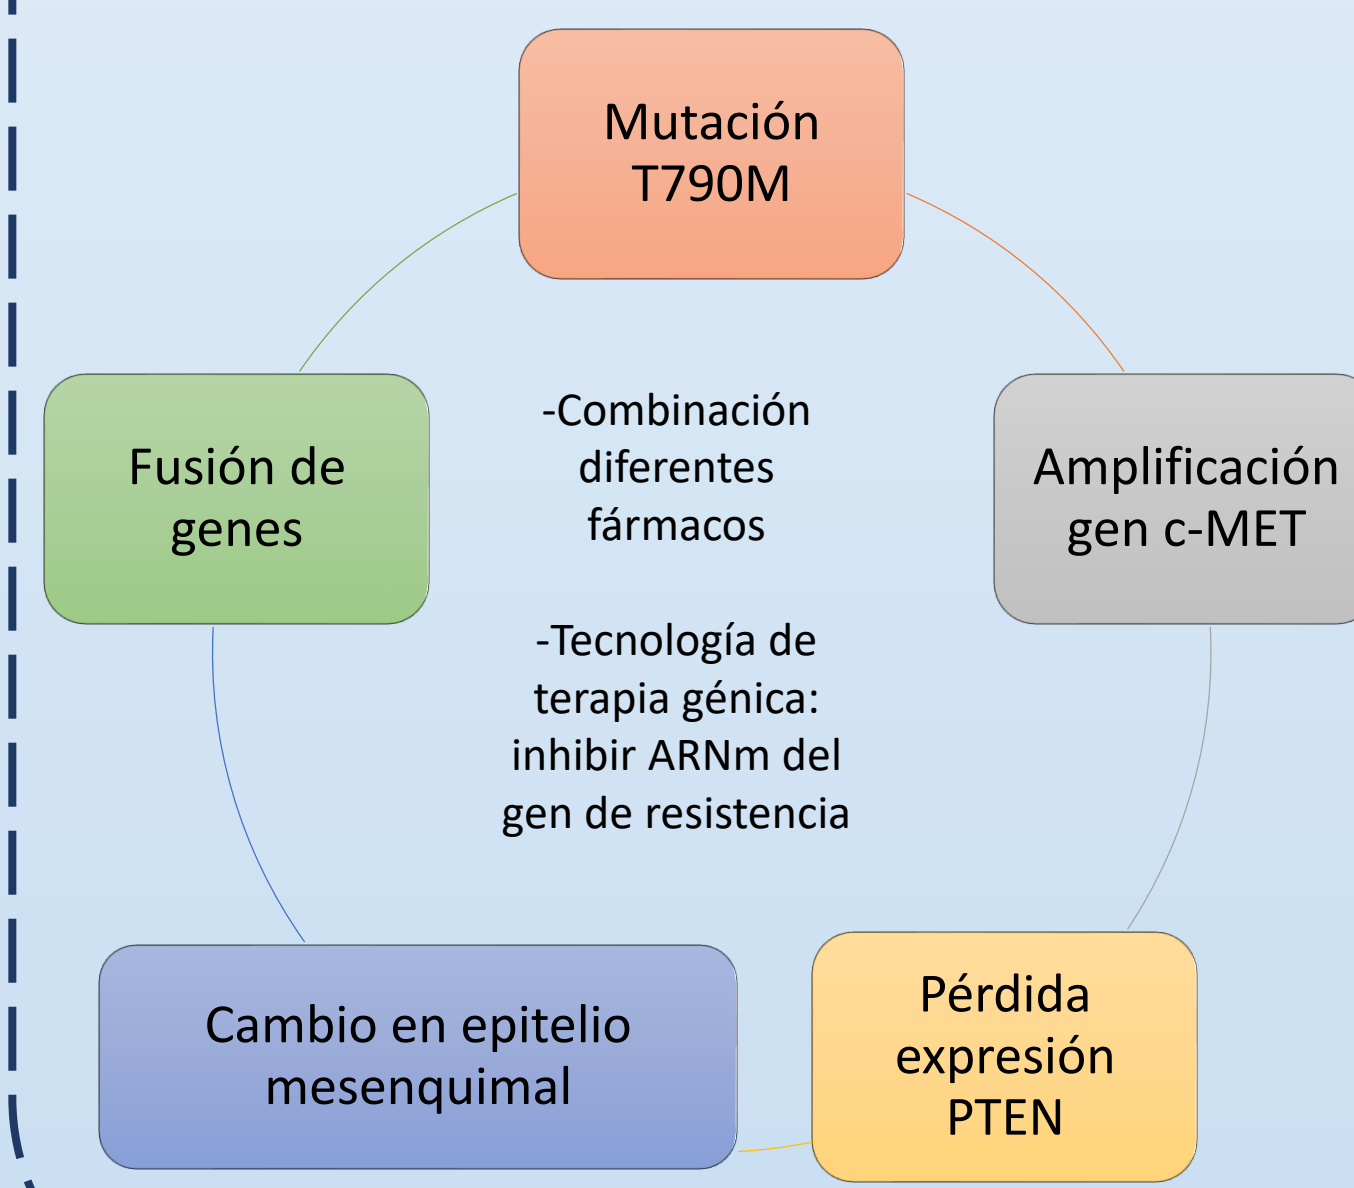 Mutación
T790M
Fusión de
genes
-Combinación
diferentes
fármacos
Amplificación
gen c-MET
-Tecnología de
terapia génica:
inhibir ARNm del
gen de resistencia
Cambio en epitelio
mesenquimal
Pérdida
expresión
PTEN